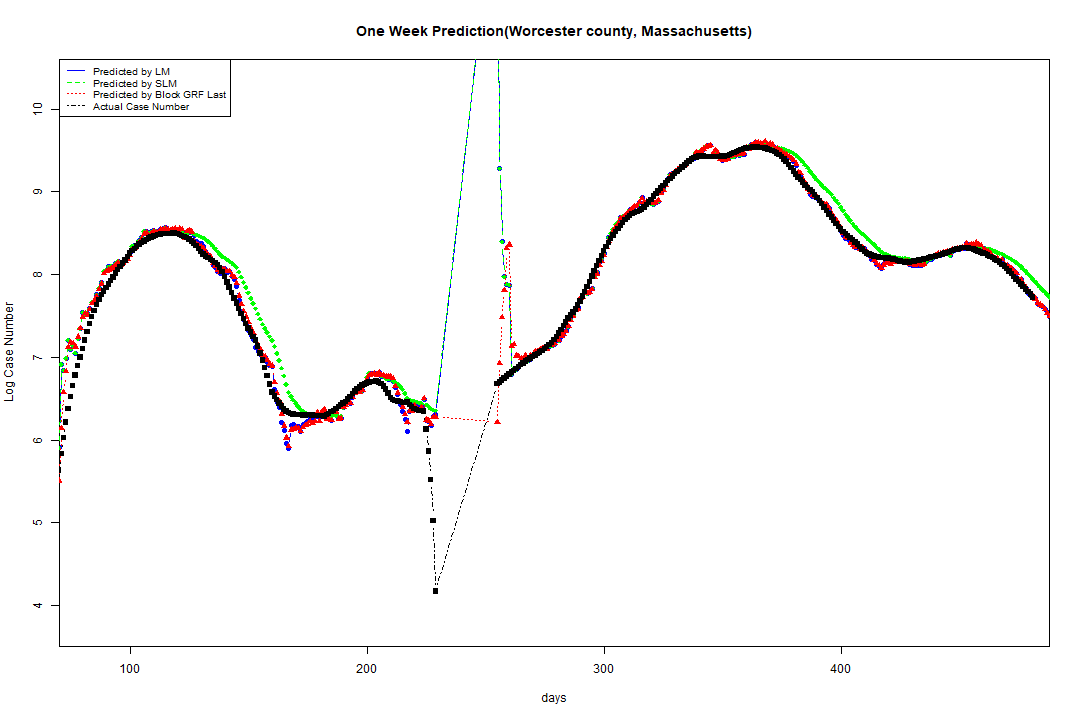 One Week Prediction(Worcester county, Massachusetts)
Predicted by LM
Predicted by SLM
Predicted by Block GRF Last
Actual Case Number
Log Case Number
10
9
8
7
6
5
4
100 200 300 400
days